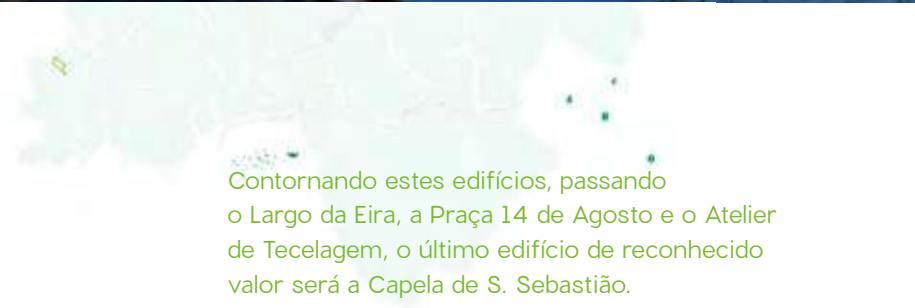 Contornando estes edifícios, passando
o Largo da Eira, a Praça 14 de Agosto e o Atelier
de Tecelagem, o último edifício de reconhecido
valor será a Capela de S. Sebastião.